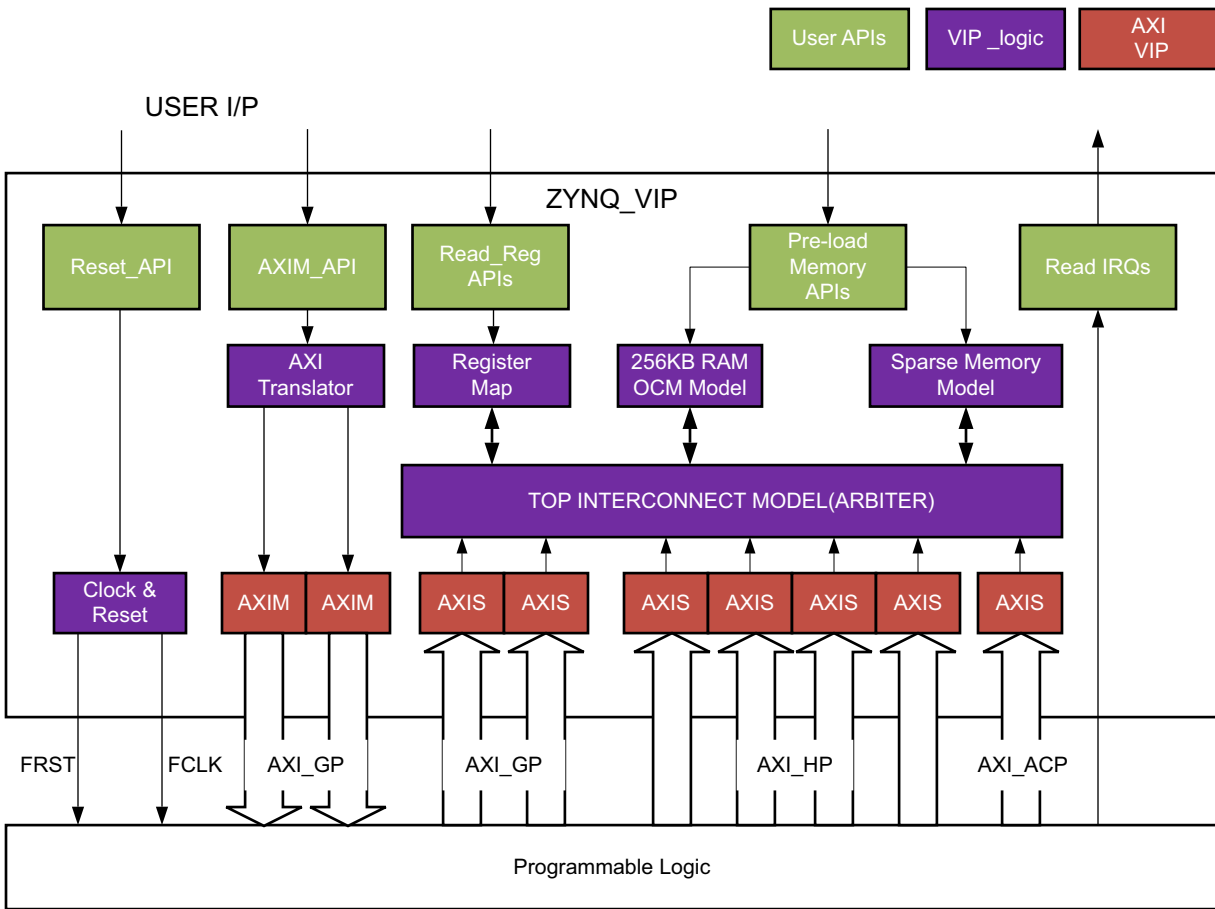 User APIs
VIP _logic
AXI
VIP
USER I/P
ZYNQ_VIP
Reset_API
AXIM_API
Read_Reg
APIs
Pre-load
Memory
APIs
Read IRQs
AXI
Translator
Register
Map
256KB RAM
OCM Model
Sparse Memory
Model
TOP INTERCONNECT MODEL(ARBITER)
Clock &
Reset
AXIM
AXIM
AXIS
AXIS
AXIS
AXIS
AXIS
AXIS
AXIS
FRST
FCLK
AXI_GP
AXI_GP
AXI_HP
AXI_ACP
Programmable Logic